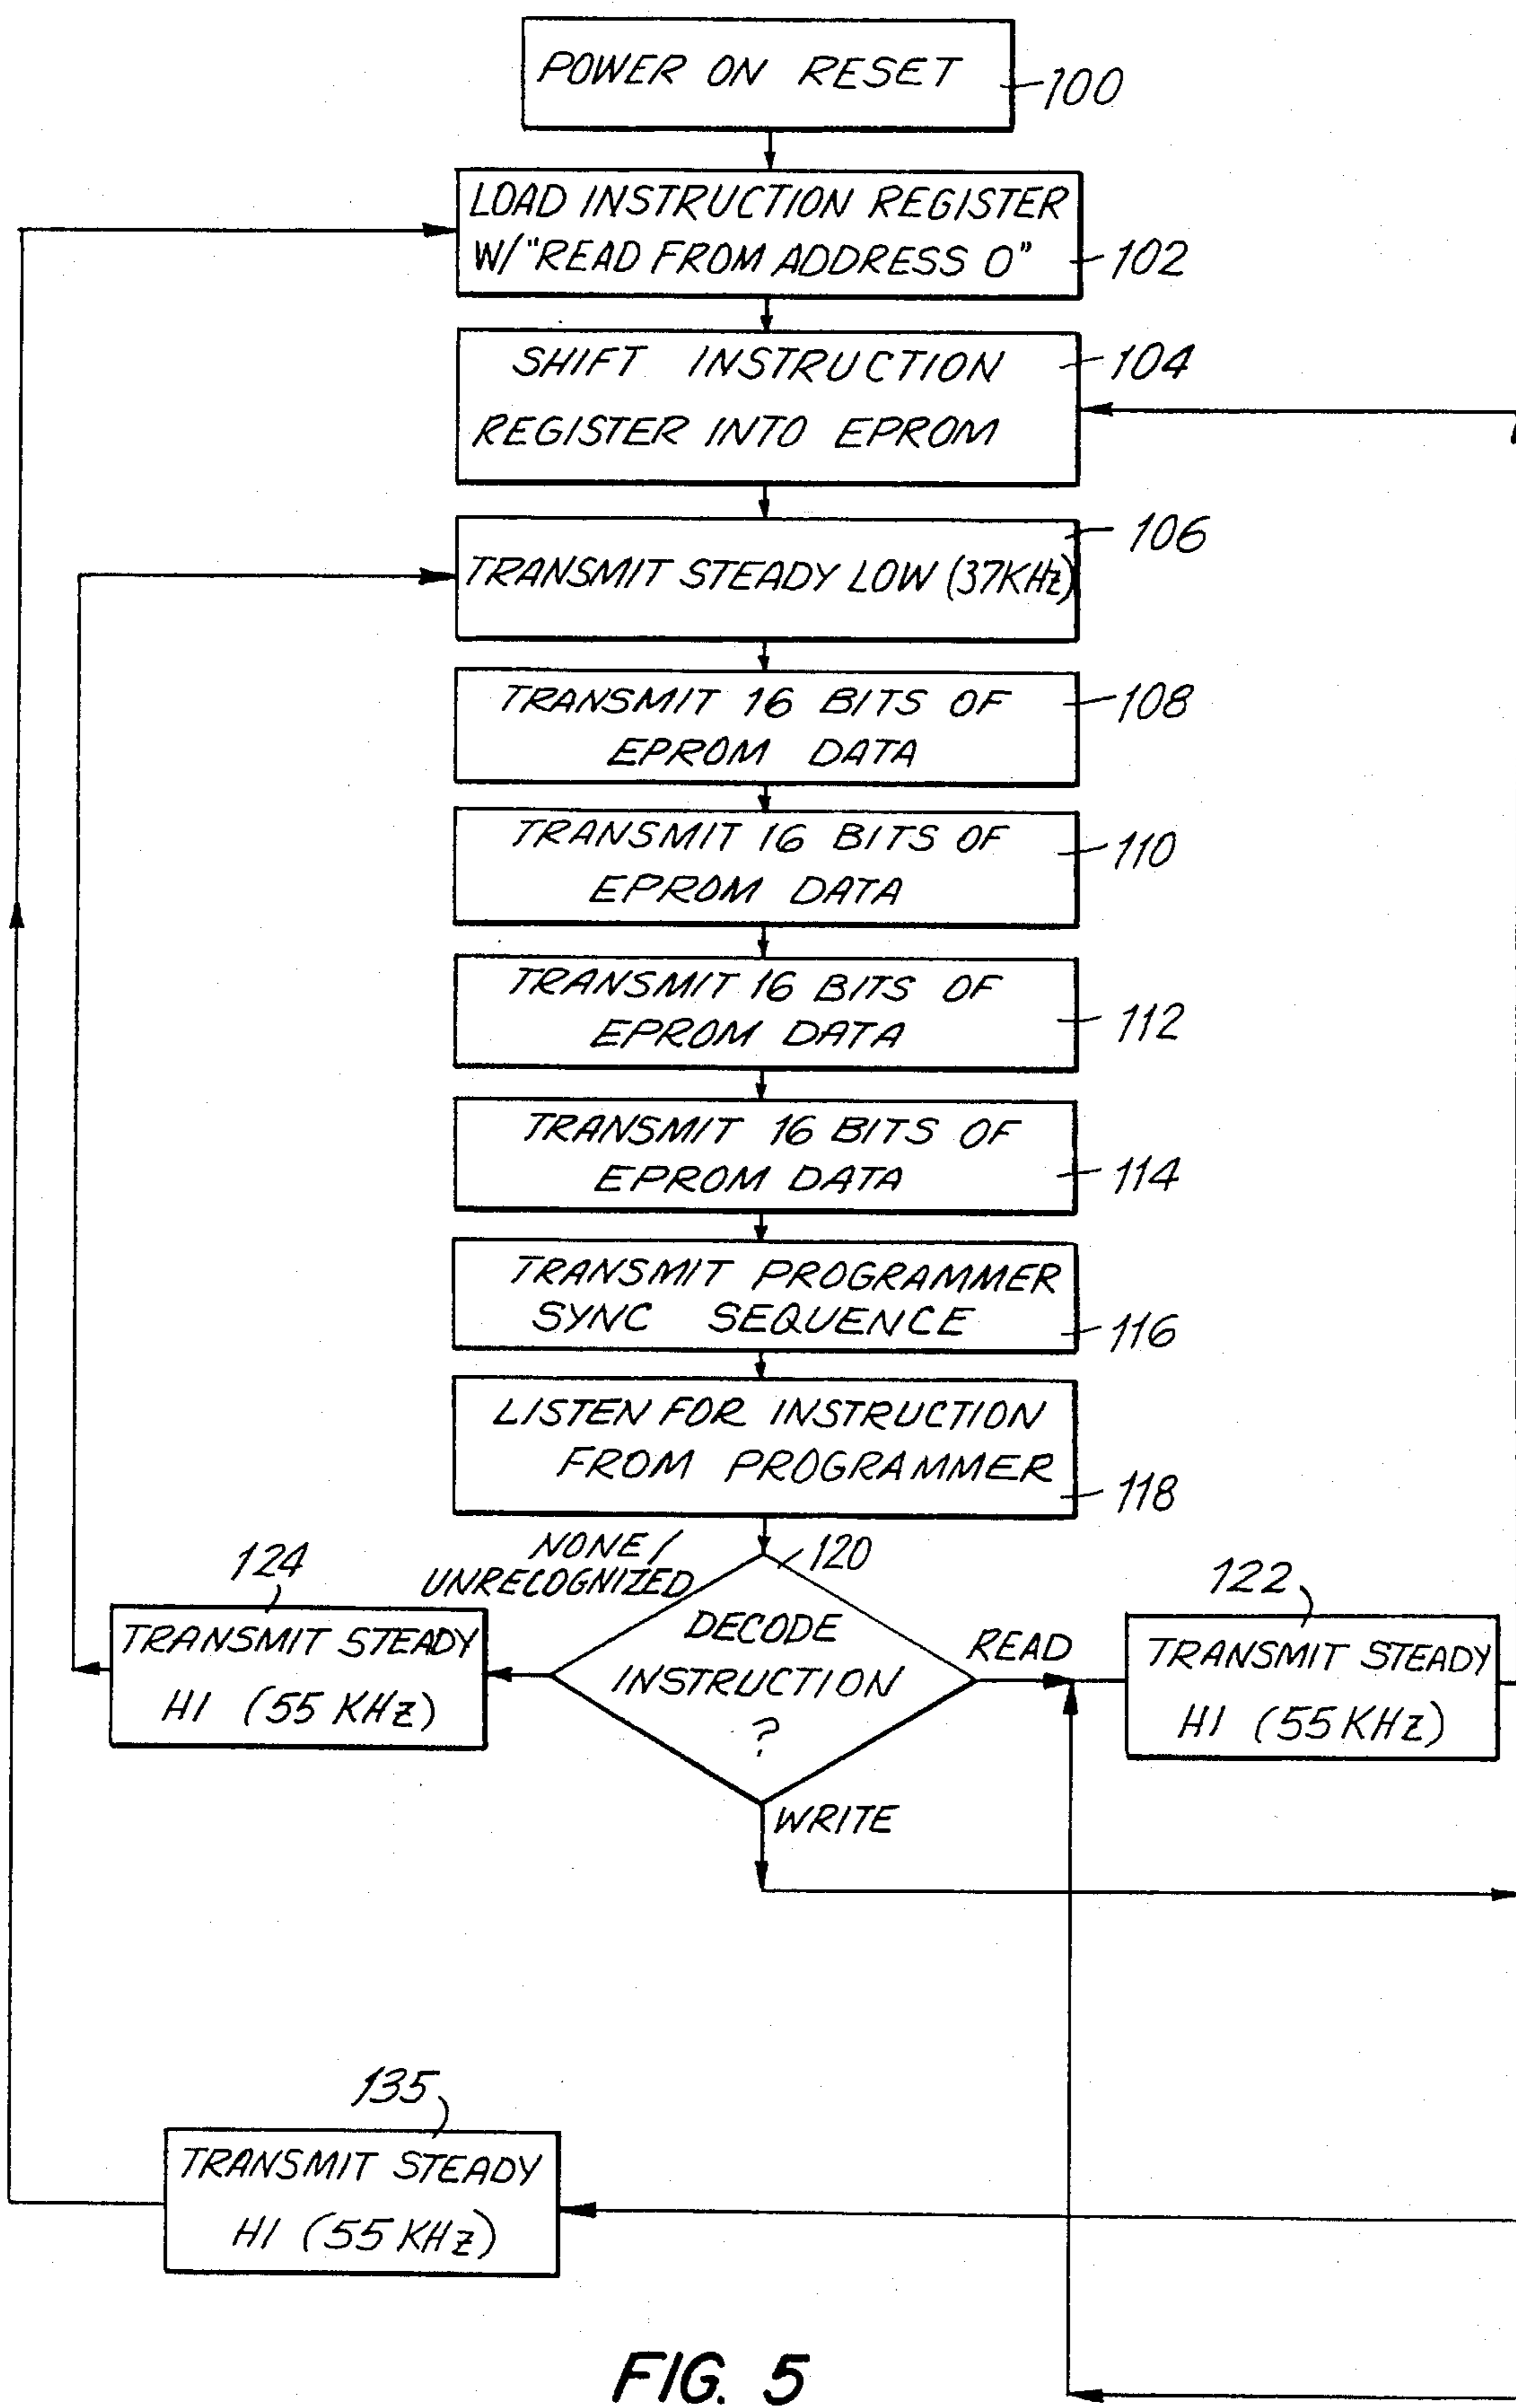 POWER ON RESET
100
LOAD INSTRUCTION REGISTER
W/"READ FROM ADDRESS 0"
102
SHIFT INSTRUCTION
REGISTER INTO EPROM
104
TRANSMIT STEADY LOW (37KHz)
106
TRANSMIT 16 BITS OF
EPROM DATA
108
TRANSMIT 16 BITS OF
EPROM DATA
110
TRANSMIT 16 BITS OF
EPROM DATA
112
TRANSMIT 16 BITS OF
EPROM DATA
114
TRANSMIT PROGRAMMER
SYNC SEQUENCE
116
LISTEN FOR INSTRUCTION
FROM PROGRAMMER
118
NONE/
UNRECOGNIZED
120
DECODE
INSTRUCTION
?
READ
WRITE
124
TRANSMIT STEADY
HI (55 KHz)
122
TRANSMIT STEADY
HI (55 KHz)
135
TRANSMIT STEADY
HI (55 KHz)
FIG. 5